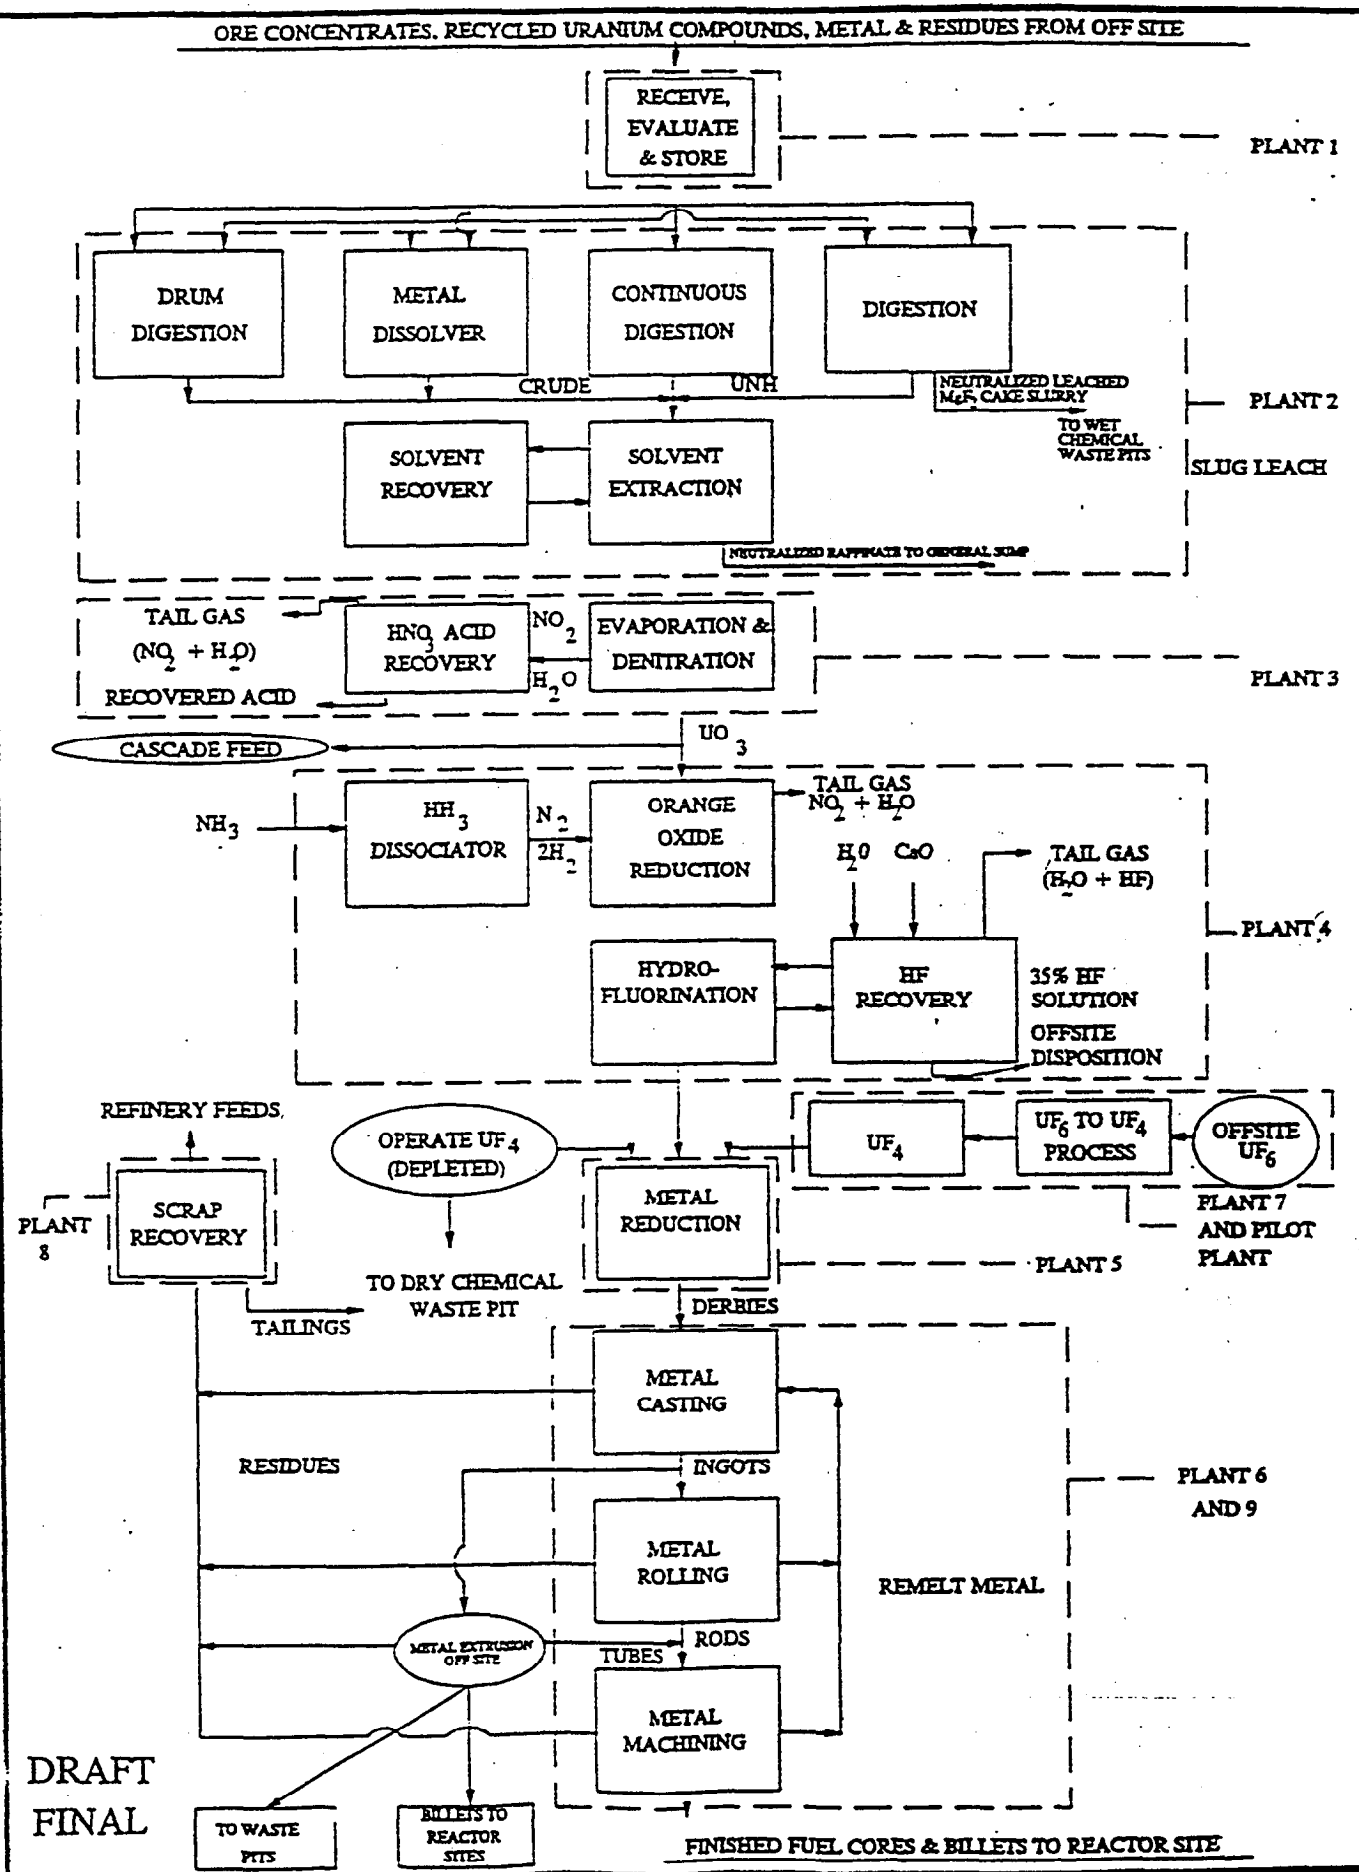 ORE CONCENTRATES, RECYCLED URANIUM COMPOUNDS, METAL & RESIDUES FROM OFF SITE
RECEIVE,
EVALUATE
& STORE
PLANT 1
DRUM
DIGESTION
METAL
DISSOLVER
CONTINUOUS
DIGESTION
DIGESTION
CRUDE
UNH
NEUTRALIZED LEACHED
MgF2 CAKE SLURRY
TO WET
CHEMICAL
WASTE PITS
PLANT 2
SLUG LEACH
SOLVENT
RECOVERY
SOLVENT
EXTRACTION
NEUTRALIZED RAFFINATE TO GENERAL SUMP
TAIL GAS
(NO2 + H2O)
RECOVERED ACID
HNO3 ACID
RECOVERY
NO2
H2O
EVAPORATION &
DENITRATION
PLANT 3
UO3
CASCADE FEED
NH3
HH3
DISSOCIATOR
N2
2H2
ORANGE
OXIDE
REDUCTION
TAIL GAS
NO2 + H2O
H2O
CaO
TAIL GAS
(H2O + HF)
PLANT 4
HYDRO-
FLUORINATION
HF
RECOVERY
35% HF
SOLUTION
OFFSITE
DISPOSITION
REFINERY FEEDS
OPERATE UF4
(DEPLETED)
UF4
UF6 TO UF4
PROCESS
OFFSITE
UF6
PLANT
8
SCRAP
RECOVERY
METAL
REDUCTION
PLANT 7
AND PILOT
PLANT
PLANT 5
TO DRY CHEMICAL
WASTE PIT
TAILINGS
DERBIES
METAL
CASTING
RESIDUES
INGOTS
PLANT 6
AND 9
METAL
ROLLING
REMELT METAL
METAL EXTRUSION
OFF SITE
RODS
TUBES
METAL
MACHINING
DRAFT
FINAL
TO WASTE
PITS
BILLETS TO
REACTOR
SITES
FINISHED FUEL CORES & BILLETS TO REACTOR SITE